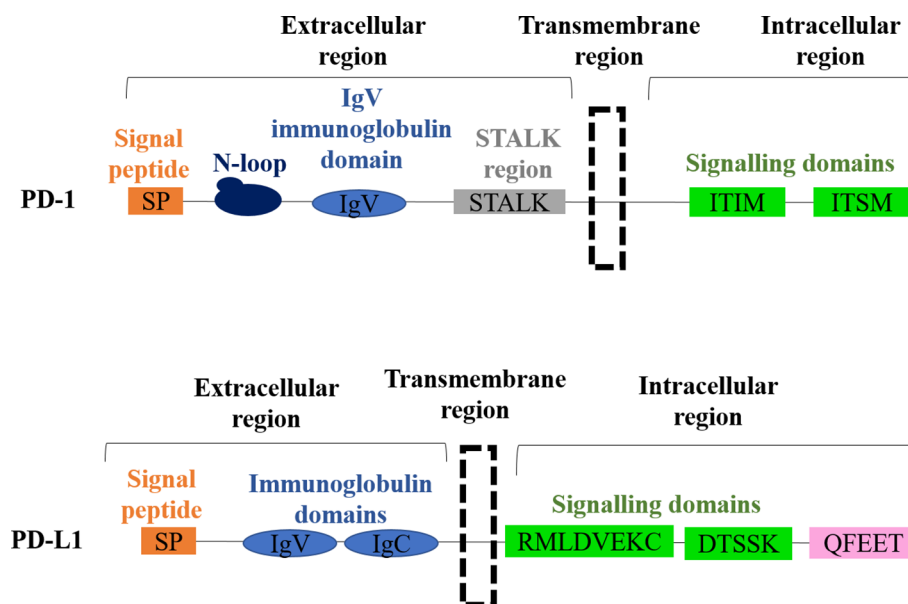 Extracellular region
Transmembrane region
Intracellular region
Signal peptide
N-loop
IgV immunoglobulin domain
STALK region
Signalling domains
PD-1
SP
IgV
STALK
ITIM
ITSM
Extracellular region
Transmembrane region
Intracellular region
Signal peptide
Immunoglobulin domains
Signalling domains
PD-L1
SP
IgV
IgC
RMLDVEKC
DTSSK
QFEET